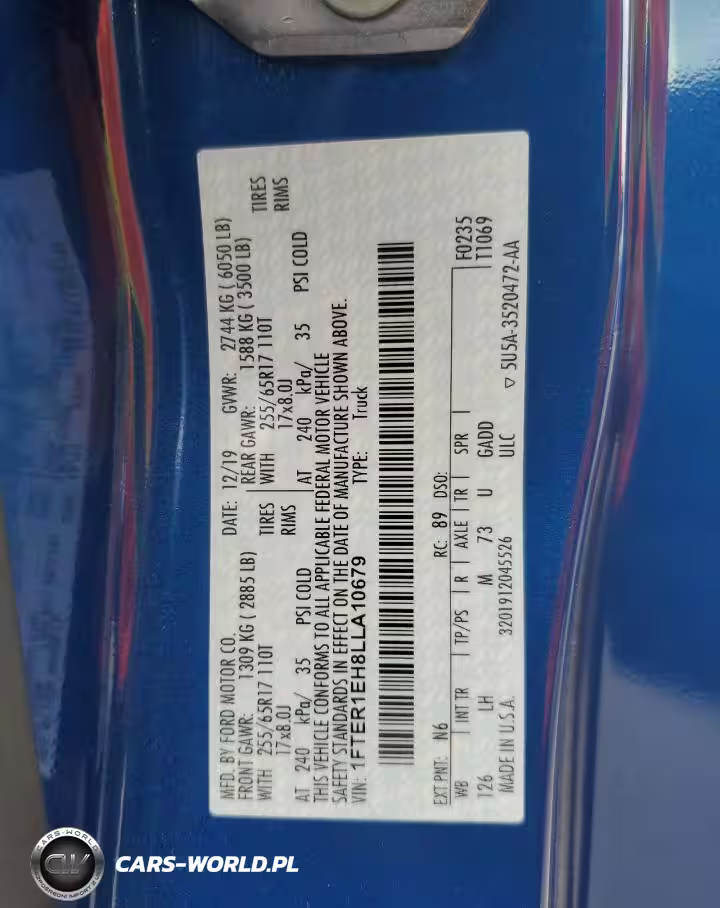 MFD. BY FORD MOTOR CO.
DATE: 12/19 GVWR: 2744 KG ( 6050 LB)
FRONT GAWR: 1309 KG ( 2885 LB) REAR GAWR: 1588 KG ( 3500 LB)
WITH 255/65R17 110T TIRES WITH 255/65R17 110T TIRES
17x8.0J RIMS 17x8.0J RIMS
AT 240 kPa/ 35 PSI COLD AT 240 kPa/ 35 PSI COLD
THIS VEHICLE CONFORMS TO ALL APPLICABLE FEDERAL MOTOR VEHICLE
SAFETY STANDARDS IN EFFECT ON THE DATE OF MANUFACTURE SHOWN ABOVE.
VIN: 1FTER1EH8LLA10679 TYPE: Truck
EXT PNT: N6 RC: 89 DSO:
WB INT TR TP/PS R AXLE TR SPR F0235
126 LH M 73 U GADD T1069
MADE IN U.S.A. 3201912045526 ULC ▽ 5U5A-3520472-AA
CARS-WORLD
CW
CARS-WORLD.PL